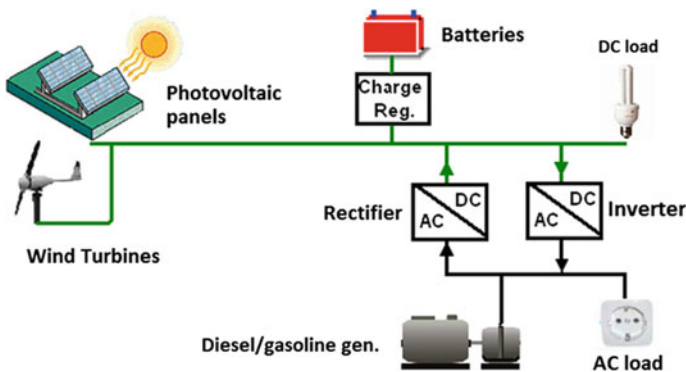 Batteries
DC load
Photovoltaic
panels
Charge
Reg.
Rectifier
DC
AC
DC
AC
Inverter
Wind Turbines
Diesel/gasoline gen.
AC load